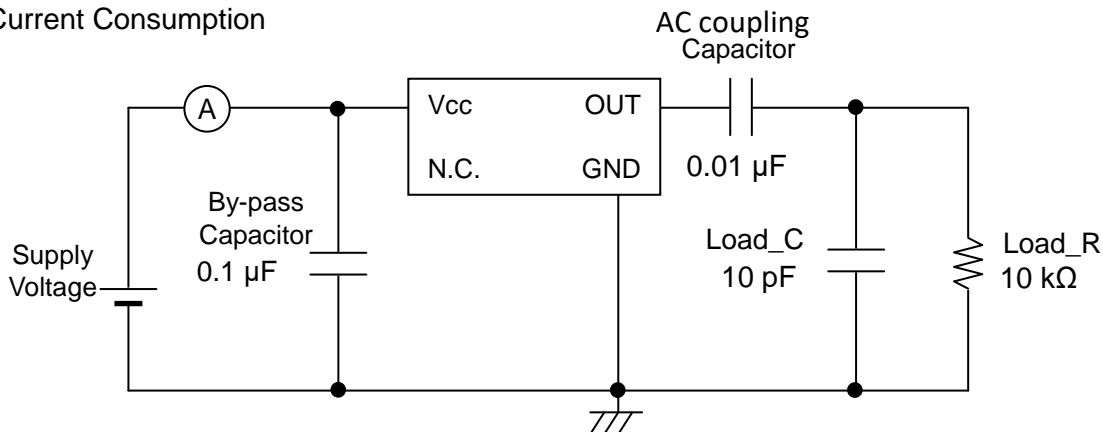 Current Consumption
AC coupling
Capacitor
A
Vcc
OUT
N.C.
GND
0.01 µF
By-pass
Capacitor
0.1 µF
Supply
Voltage
Load_C
10 pF
Load_R
10 kΩ